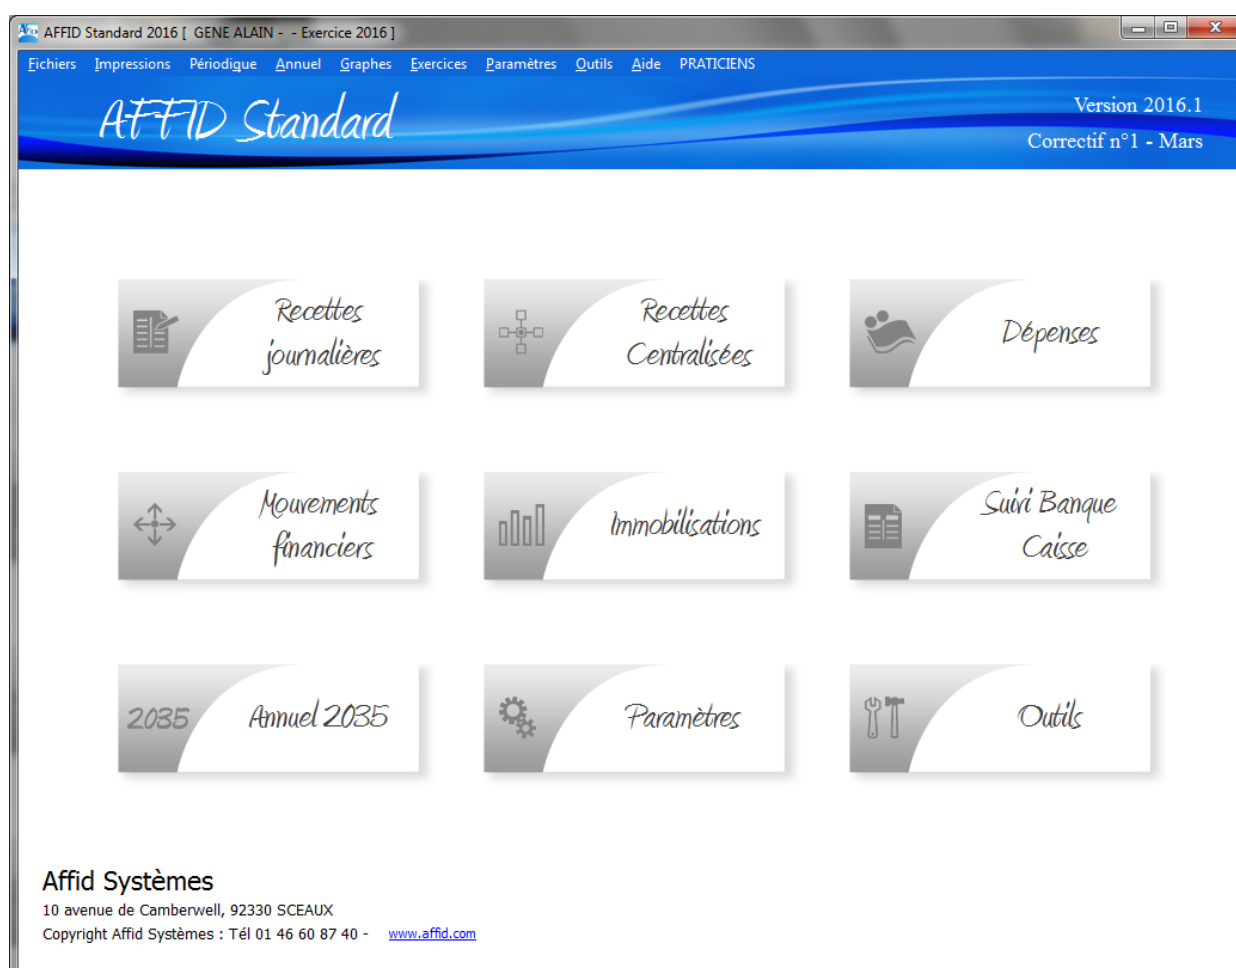 AFFID Standard 2016 [ GENE ALAIN - - Exercice 2016 ]
Fichiers Impressions Périodique Annuel Graphes Exercices Paramètres Outils Aide PRATICIENS
AFFID Standard
Version 2016.1
Correctif n°1 - Mars
Recettes
journalières
Recettes
Centralisées
Dépenses
Mouvements
financiers
Immobilisations
Suivi Banque
Caisse
2035
Annuel 2035
Paramètres
Outils
Affid Systèmes
10 avenue de Camberwell, 92330 SCEAUX
Copyright Affid Systèmes : Tél 01 46 60 87 40 - www.affid.com